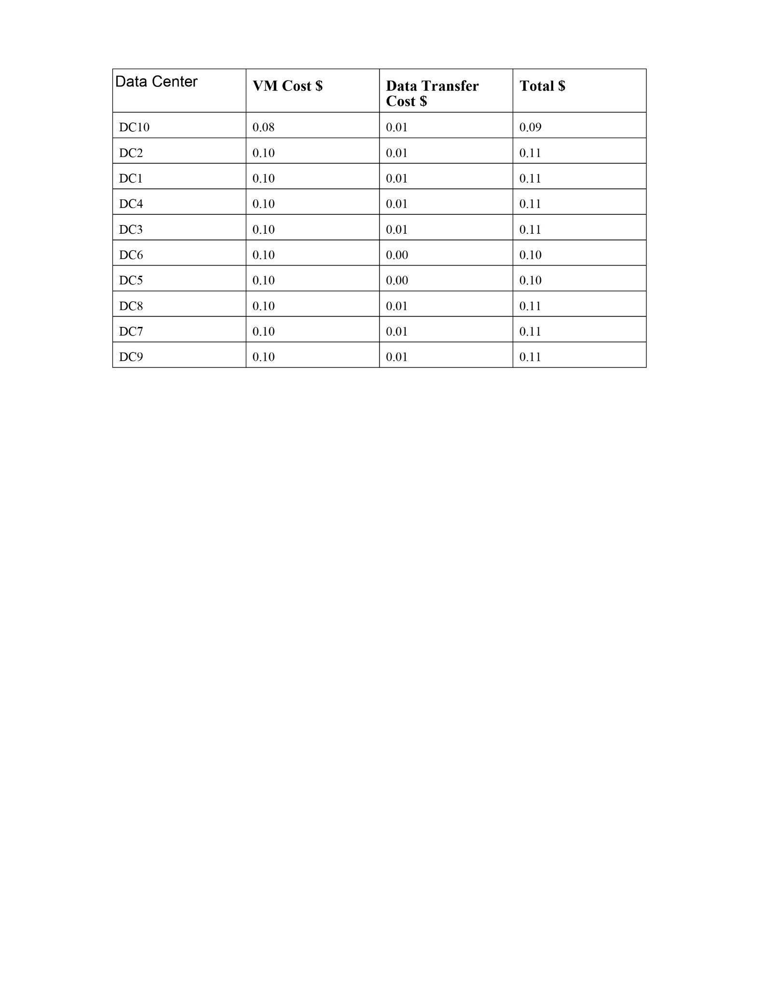 Data Center VM Cost $ Data Transfer Total $
Cost $
DC10 0.08 0.01 0.09
DC2 0.10 0.01 0.11
DC1 0.10 0.01 0.11
DC4 0.10 0.01 0.11
DC3 0.10 0.01 0.11
DC6 0.10 0.00 0.10
DC5 0.10 0.00 0.10
DC8 0.10 0.01 0.11
DC7 0.10 0.01 0.11
DC9 0.10 0.01 0.11